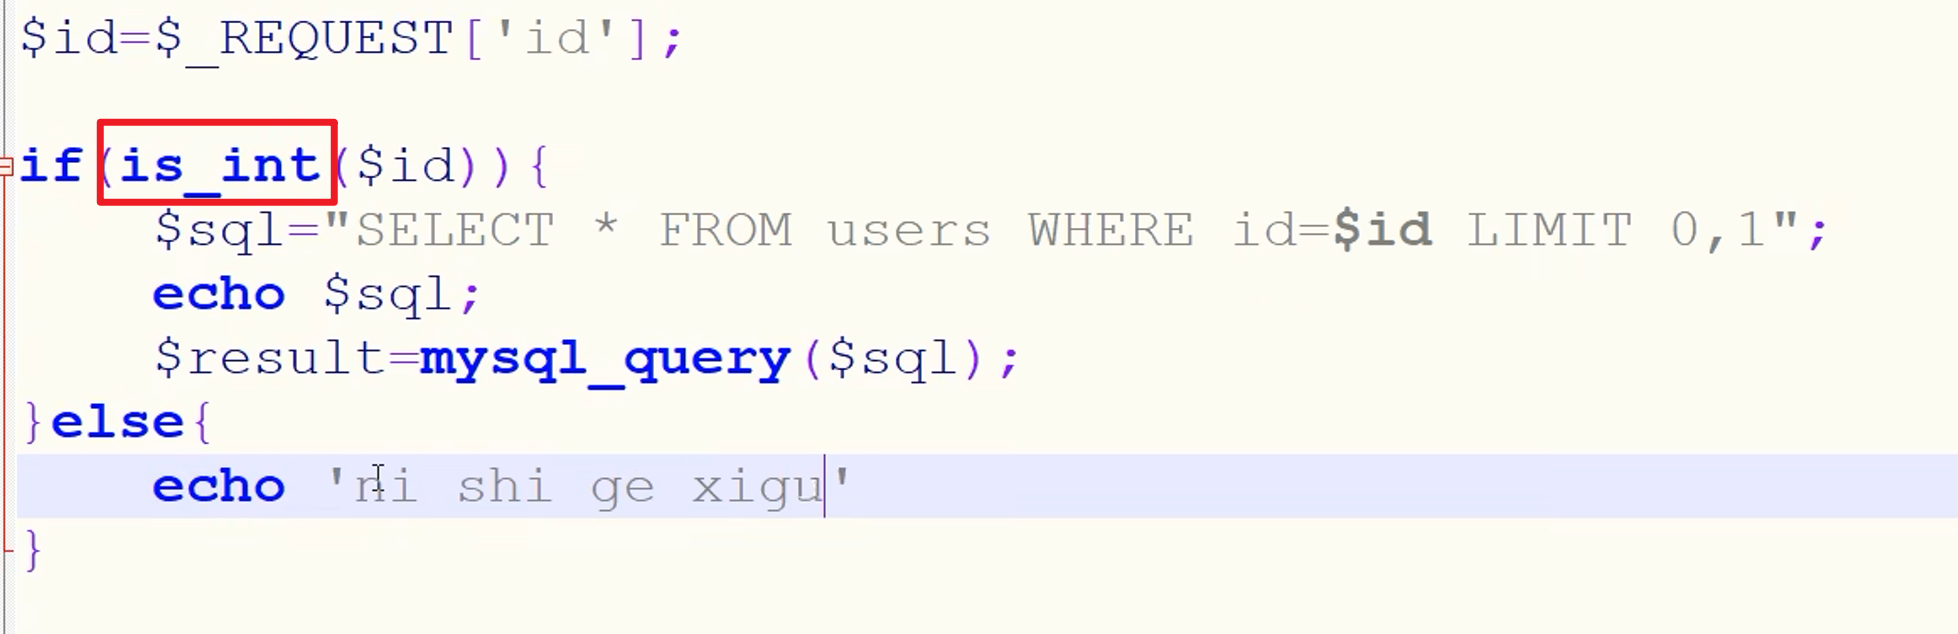 $id=$_REQUEST['id'];
if(is_int($id)){
$sql="SELECT * FROM users WHERE id=$id LIMIT 0,1";
echo $sql;
$result=mysql_query($sql);
}else{
echo 'ni shi ge xigu'
}